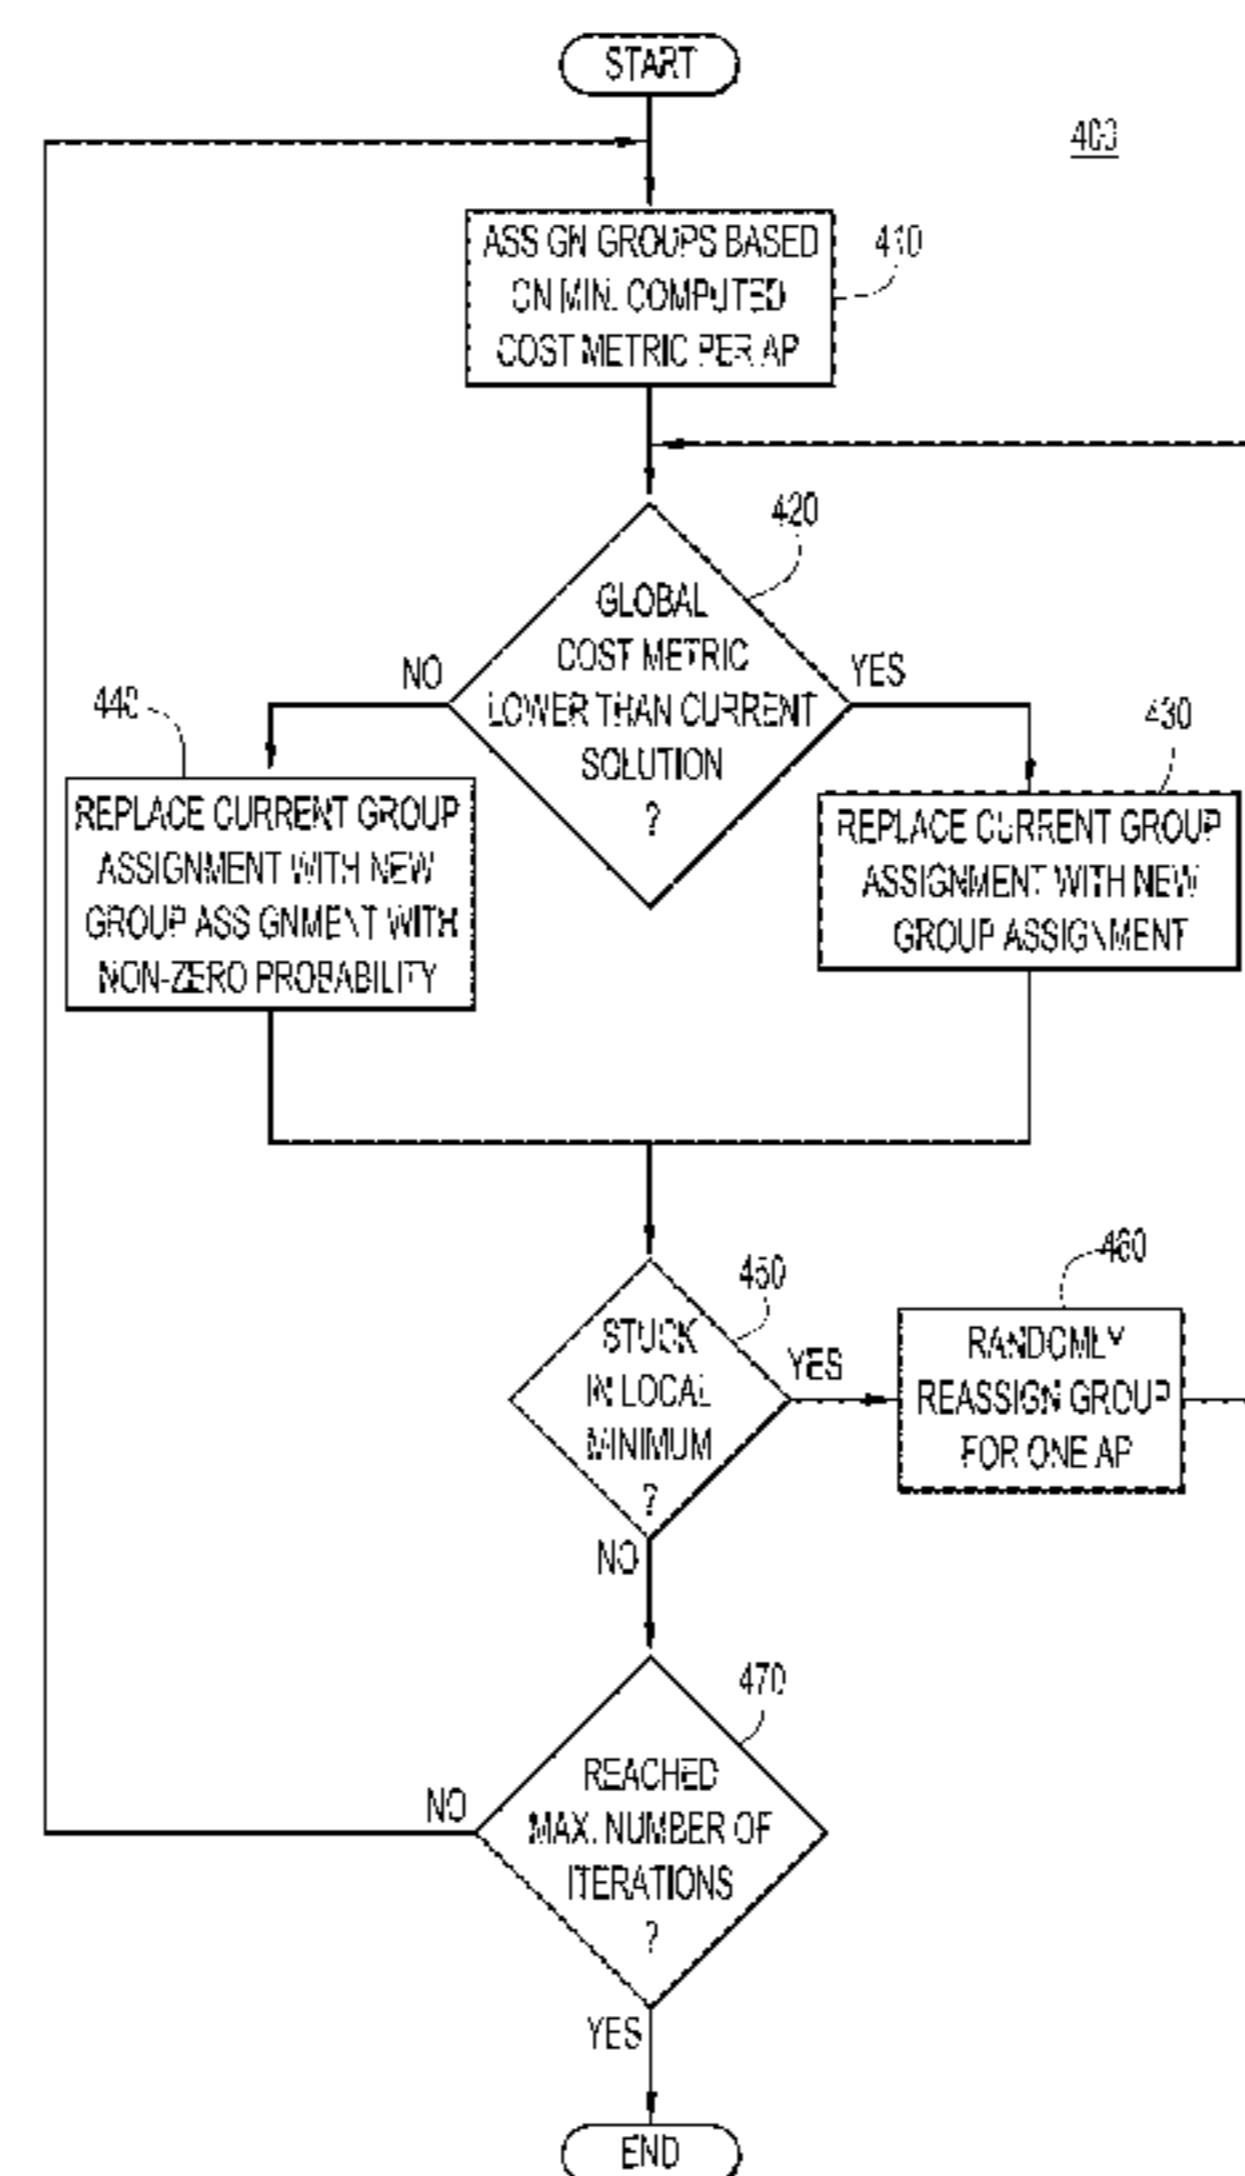 START
400
ASSIGN GROUPS BASED
ON MIN. COMPUTED
COST METRIC PER AP
410
420
GLOBAL
COST METRIC
LOWER THAN CURRENT
SOLUTION
?
NO
YES
440
430
REPLACE CURRENT GROUP
ASSIGNMENT WITH NEW
GROUP ASSIGNMENT WITH
NON-ZERO PROBABILITY
REPLACE CURRENT GROUP
ASSIGNMENT WITH NEW
GROUP ASSIGNMENT
450
460
STUCK
IN LOCAL
MINIMUM
?
YES
NO
RANDOMLY
REASSIGN GROUP
FOR ONE AP
470
REACHED
MAX. NUMBER OF
ITERATIONS
?
NO
YES
END